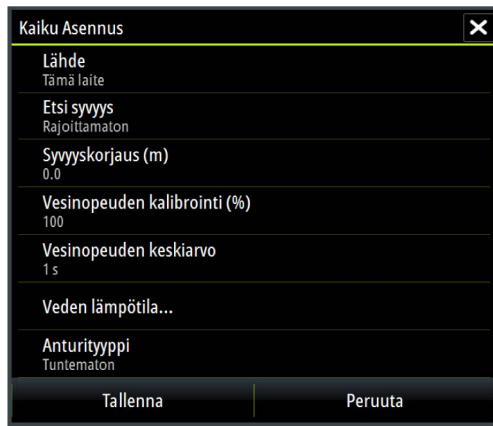 Kaiku Asennus
Lähde
Tämä laite
Etsi syvyys
Rajoittamaton
Syvyyskorjaus (m)
0.0
Vesinopeuden kalibrointi (%)
100
Vesinopeuden keskiarvo
1 s
Veden lämpötila...
Anturityyppi
Tuntematon
Tallenna
Peruuta